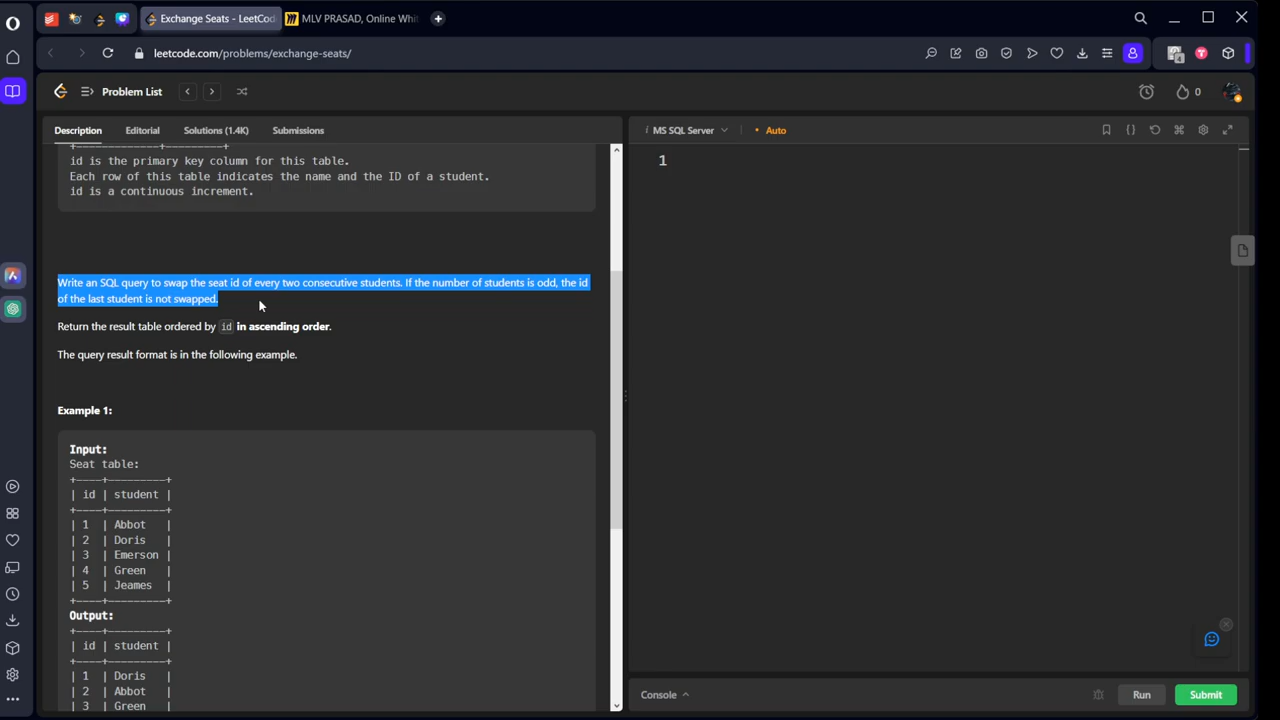 Exchange Seats - LeetCod
MLV PRASAD, Online Whit
leetcode.com/problems/exchange-seats/
Problem List
0
Description
Editorial
Solutions (1.4K)
Submissions
i MS SQL Server
• Auto
+-------------+---------+
id is the primary key column for this table.
Each row of this table indicates the name and the ID of a student.
id is a continuous increment.
1
Write an SQL query to swap the seat id of every two consecutive students. If the number of students is odd, the id
of the last student is not swapped.
Return the result table ordered by id in ascending order.
The query result format is in the following example.
Example 1:
Input:
Seat table:
+----+---------+
| id | student |
+----+---------+
| 1 | Abbot |
| 2 | Doris |
| 3 | Emerson |
| 4 | Green |
| 5 | Jeames |
+----+---------+
Output:
+----+---------+
| id | student |
+----+---------+
| 1 | Doris |
| 2 | Abbot |
| 3 | Green |
Console
Run
Submit